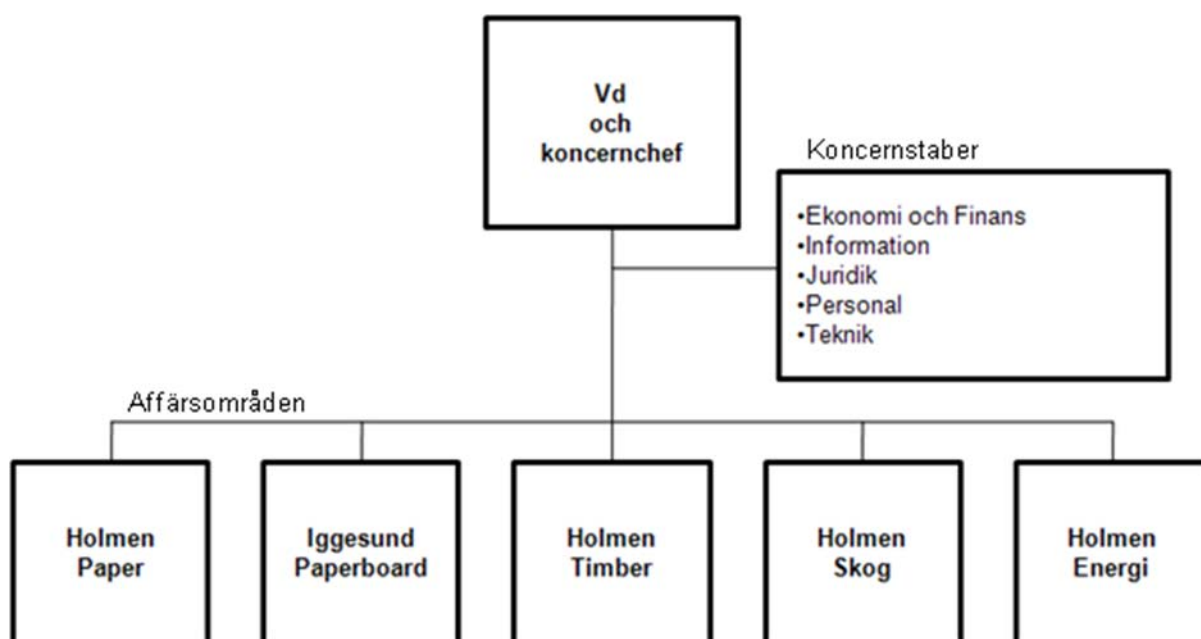 Vd
och
koncernchef
Koncernstaber
•Ekonomi och Finans
•Information
•Juridik
•Personal
•Teknik
Affärsområden
Holmen
Paper
Iggesund
Paperboard
Holmen
Timber
Holmen
Skog
Holmen
Energi